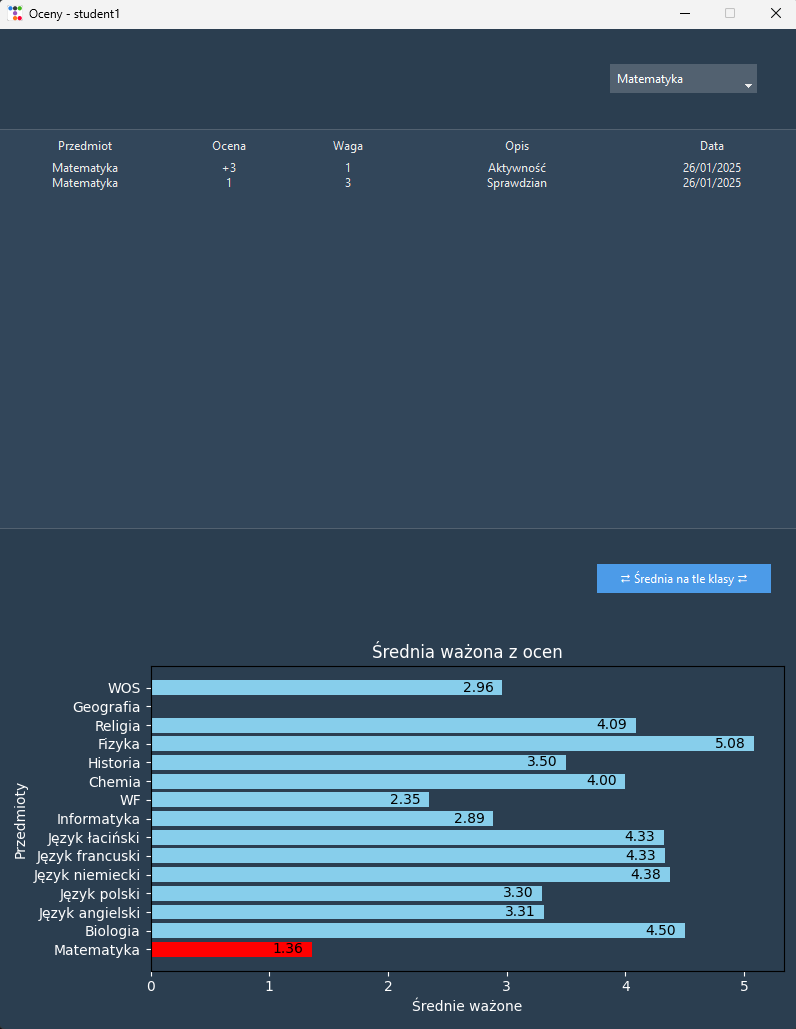 Oceny - student1
Matematyka
Przedmiot Ocena Waga Opis Data
Matematyka +3 1 Aktywność 26/01/2025
Matematyka 1 3 Sprawdzian 26/01/2025
⇄ Średnia na tle klasy ⇄
Średnia ważona z ocen
WOS 2.96
Geografia
Religia 4.09
Fizyka 5.08
Historia 3.50
Chemia 4.00
WF 2.35
Informatyka 2.89
Język łaciński 4.33
Język francuski 4.33
Język niemiecki 4.38
Język polski 3.30
Język angielski 3.31
Biologia 4.50
Matematyka 1.36
Przedmioty
0 1 2 3 4 5
Średnie ważone